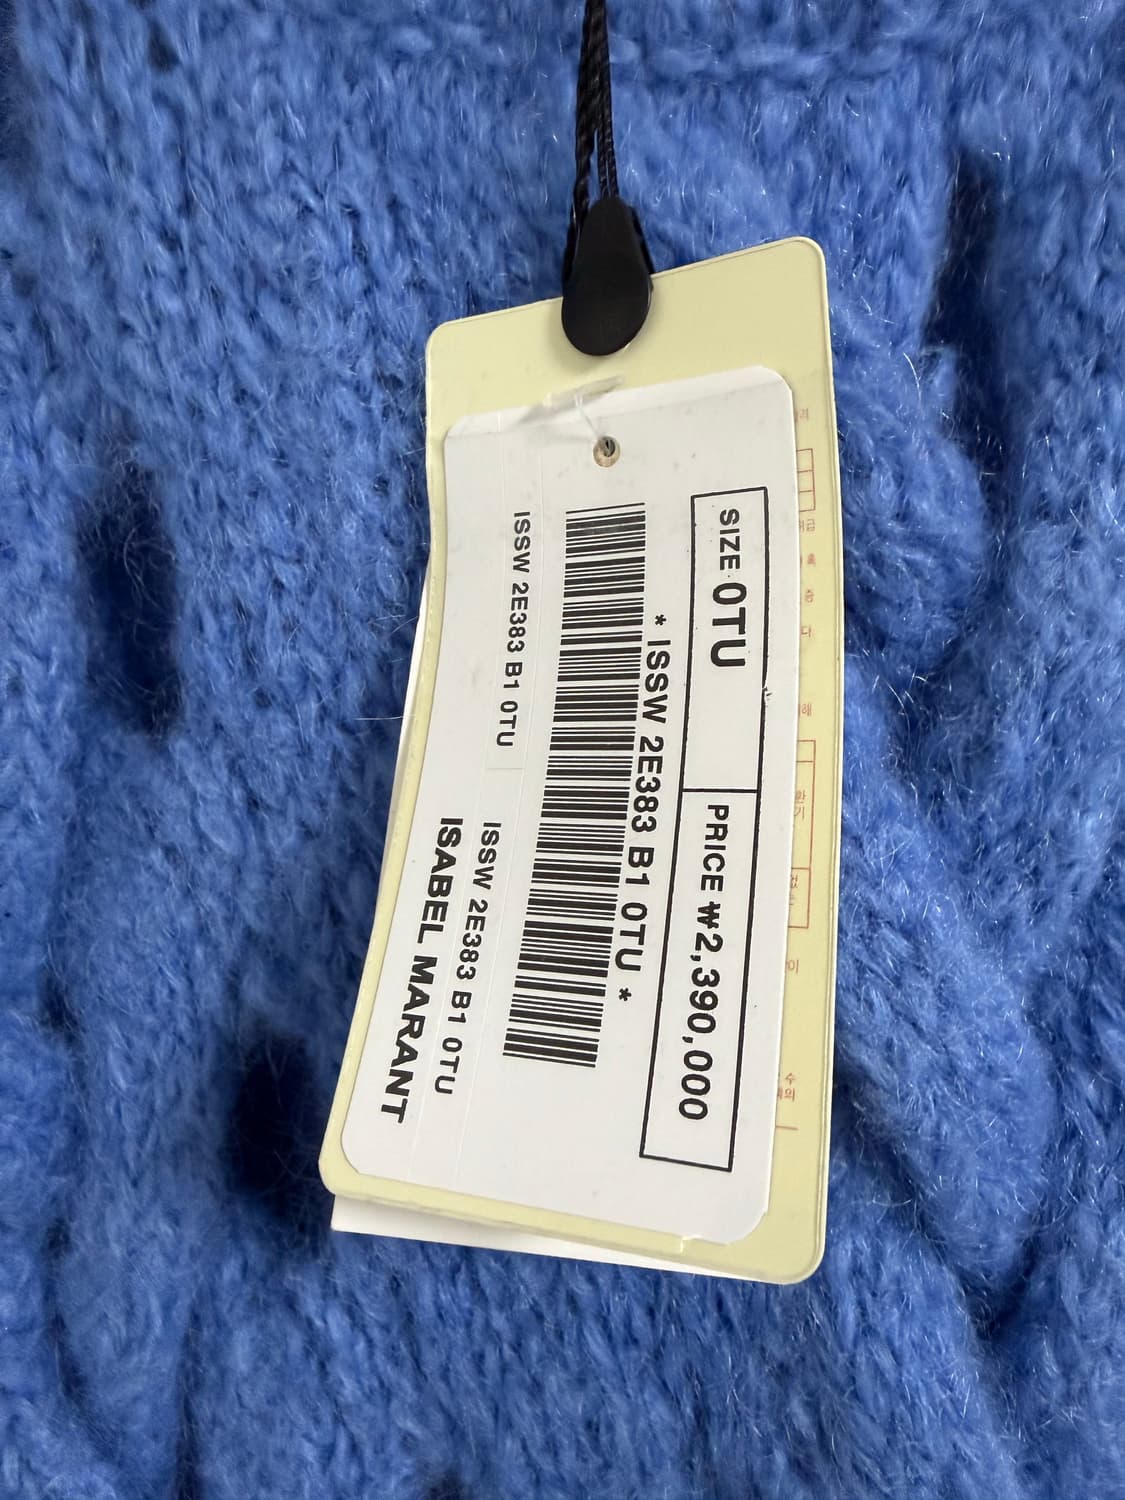 SIZE 0TU
PRICE ₩2,390,000
* ISSW 2E383 B1 0TU *
ISSW 2E383 B1 0TU
ISSW 2E383 B1 0TU
ISABEL MARANT